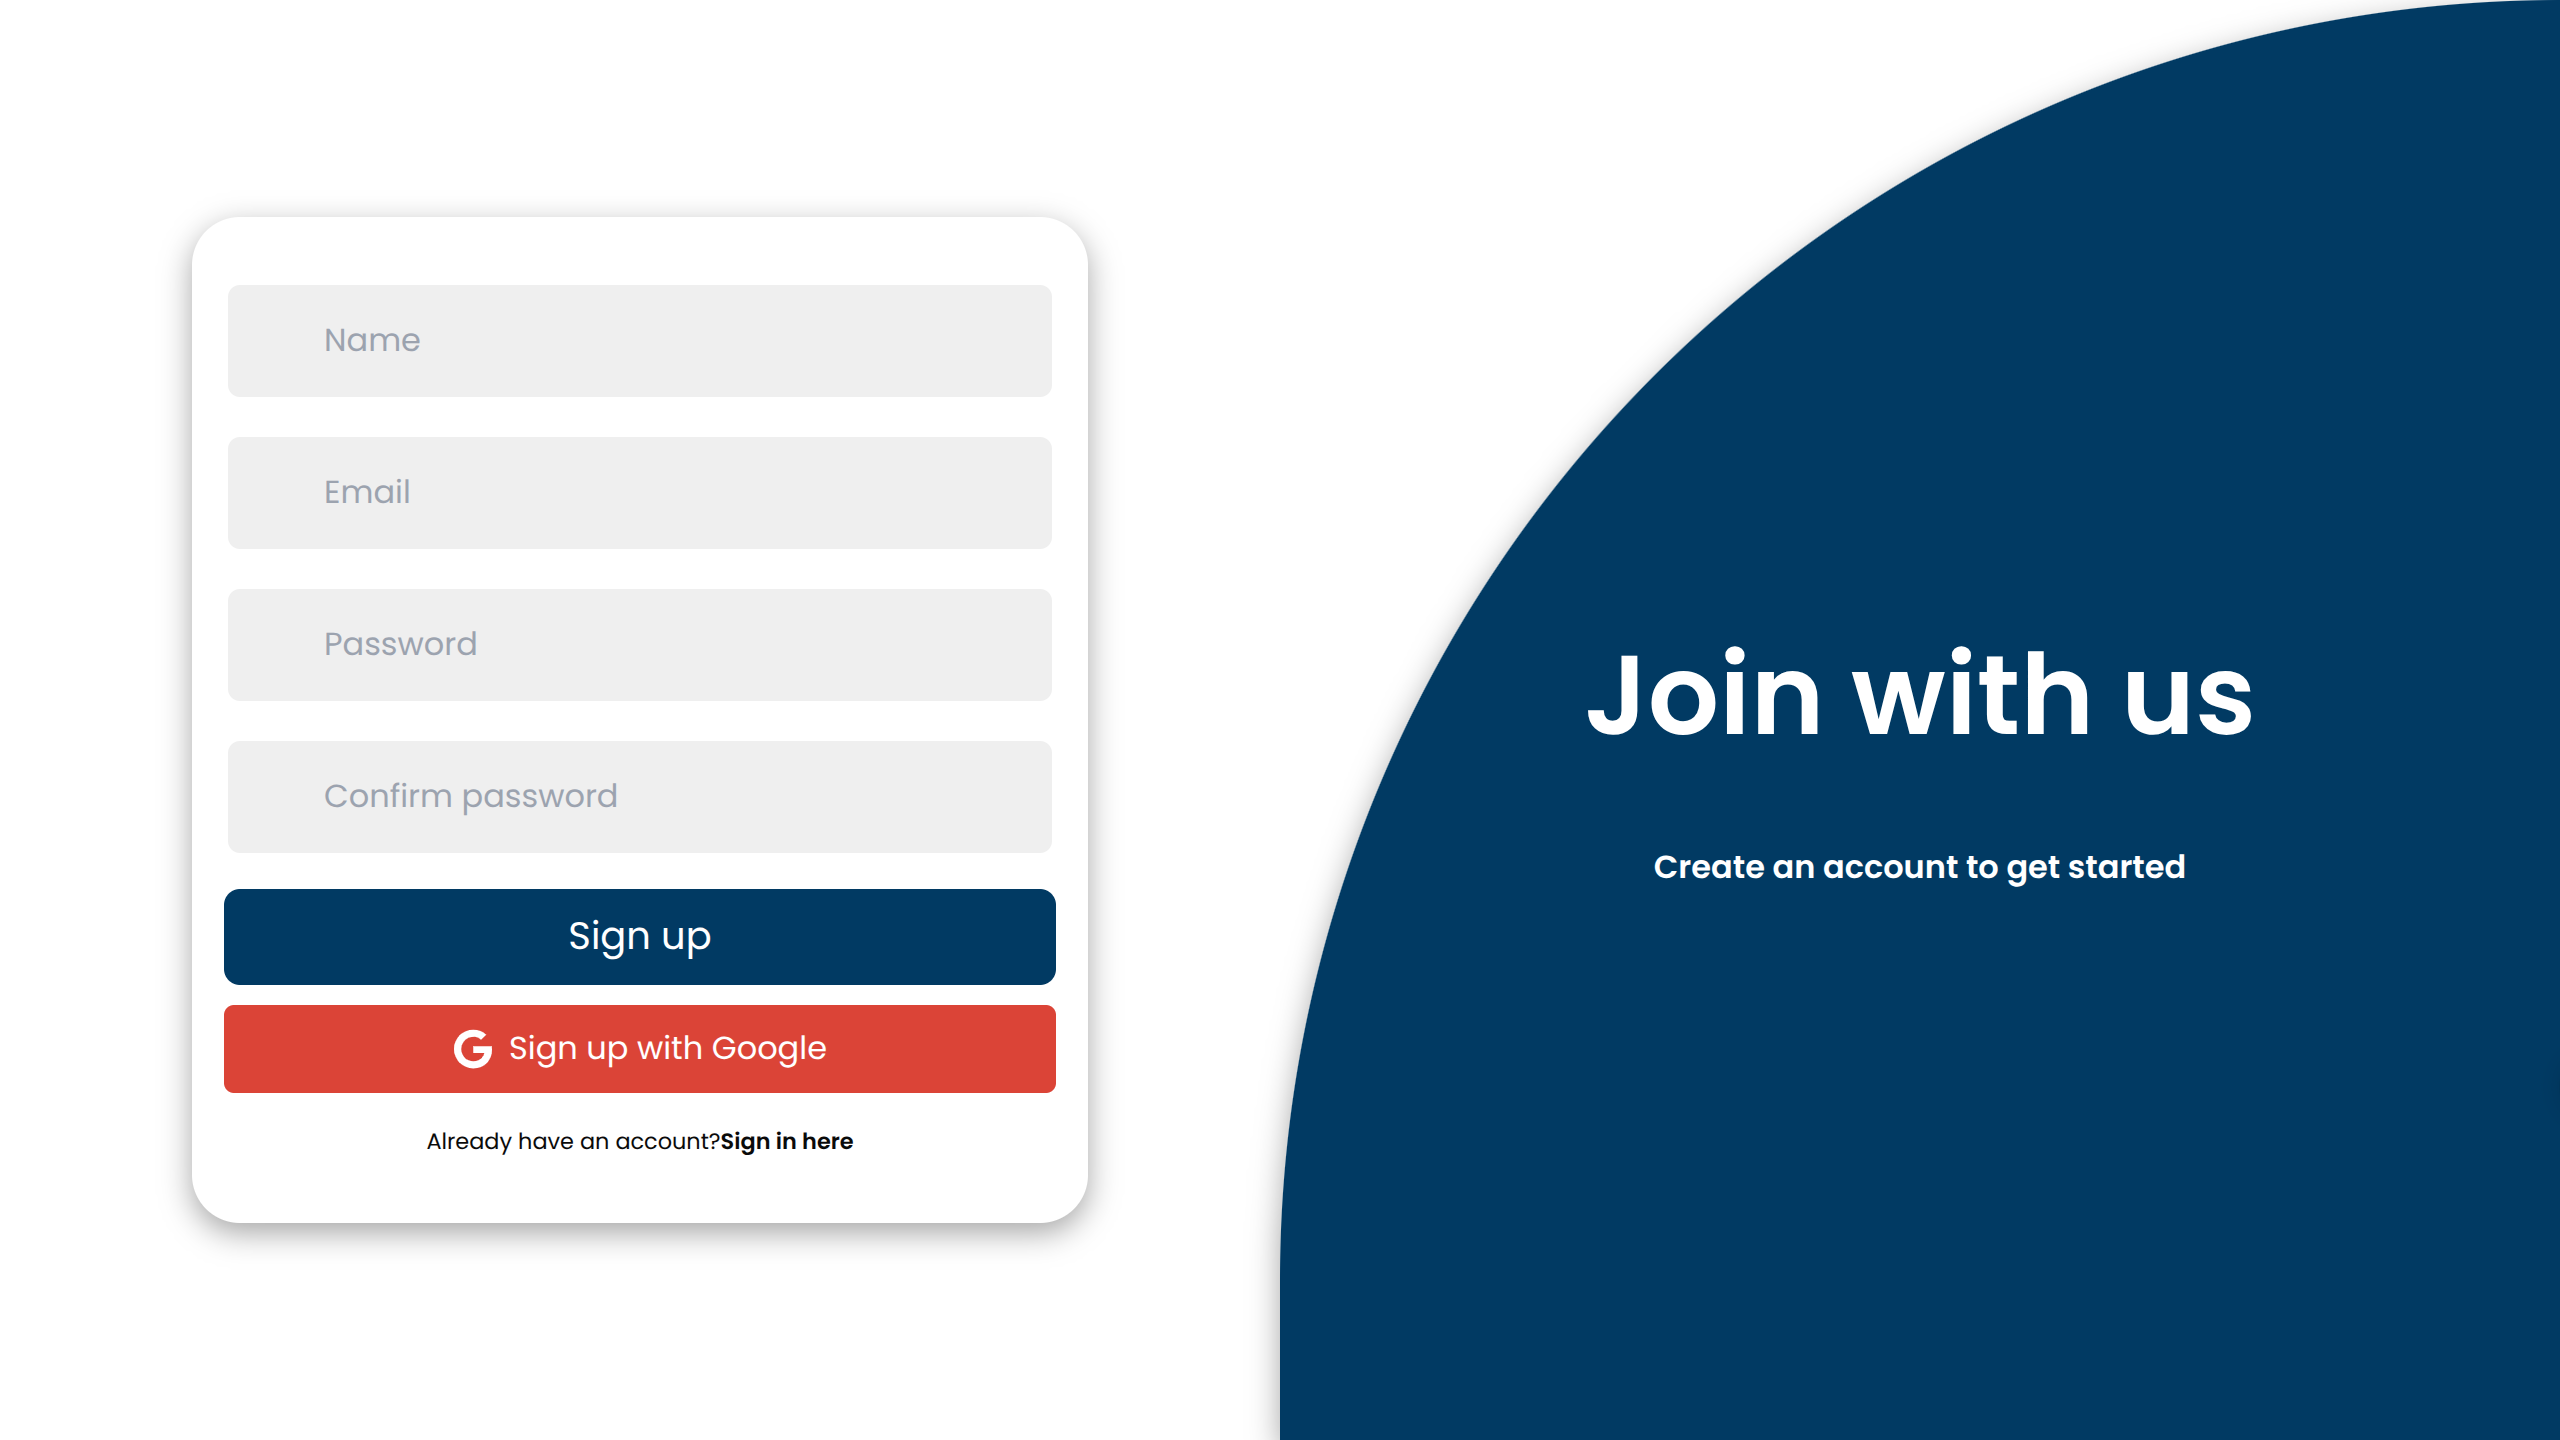 Name
Email
Password
Confirm password
Sign up
Sign up with Google
Already have an account?Sign in here
Join with us
Create an account to get started